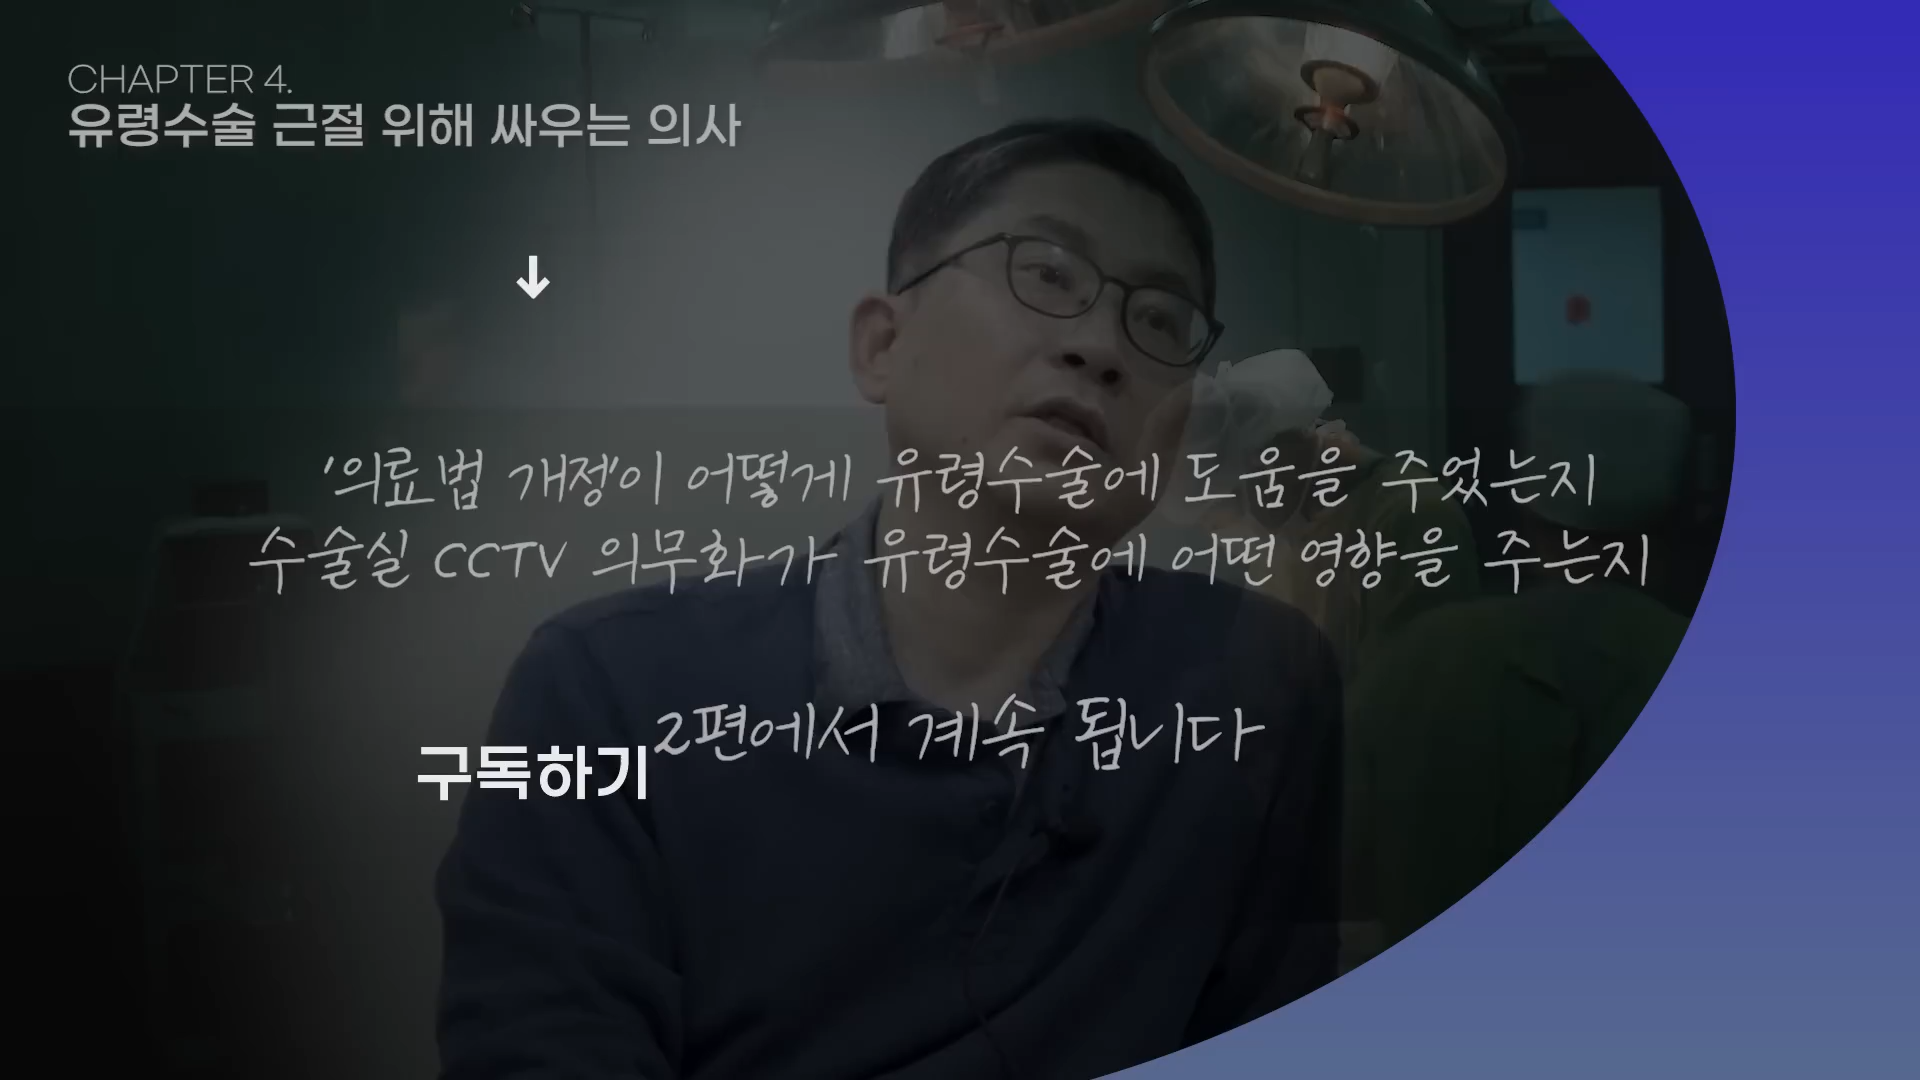 CHAPTER 4.
유령수술 근절 위해 싸우는 의사
↓
'의료법 개정'이 어떻게 유령수술에 도움을 주었는지
수술실 CCTV 의무화가 유령수술에 어떤 영향을 주는지
2편에서 계속 됩니다
구독하기